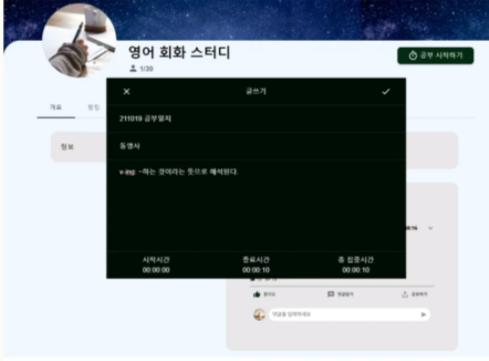 영어 회화 스터디
1/30
공부 시작하기
개요
랭킹
정보
글쓰기
211019 공부일지
동명사
v-ing: ~하는 것이라는 뜻으로 해석된다.
시작시간 종료시간 총 집중시간
00:00:00 00:00:10 00:00:10
좋아요 댓글달기 공유하기
댓글을 입력하세요